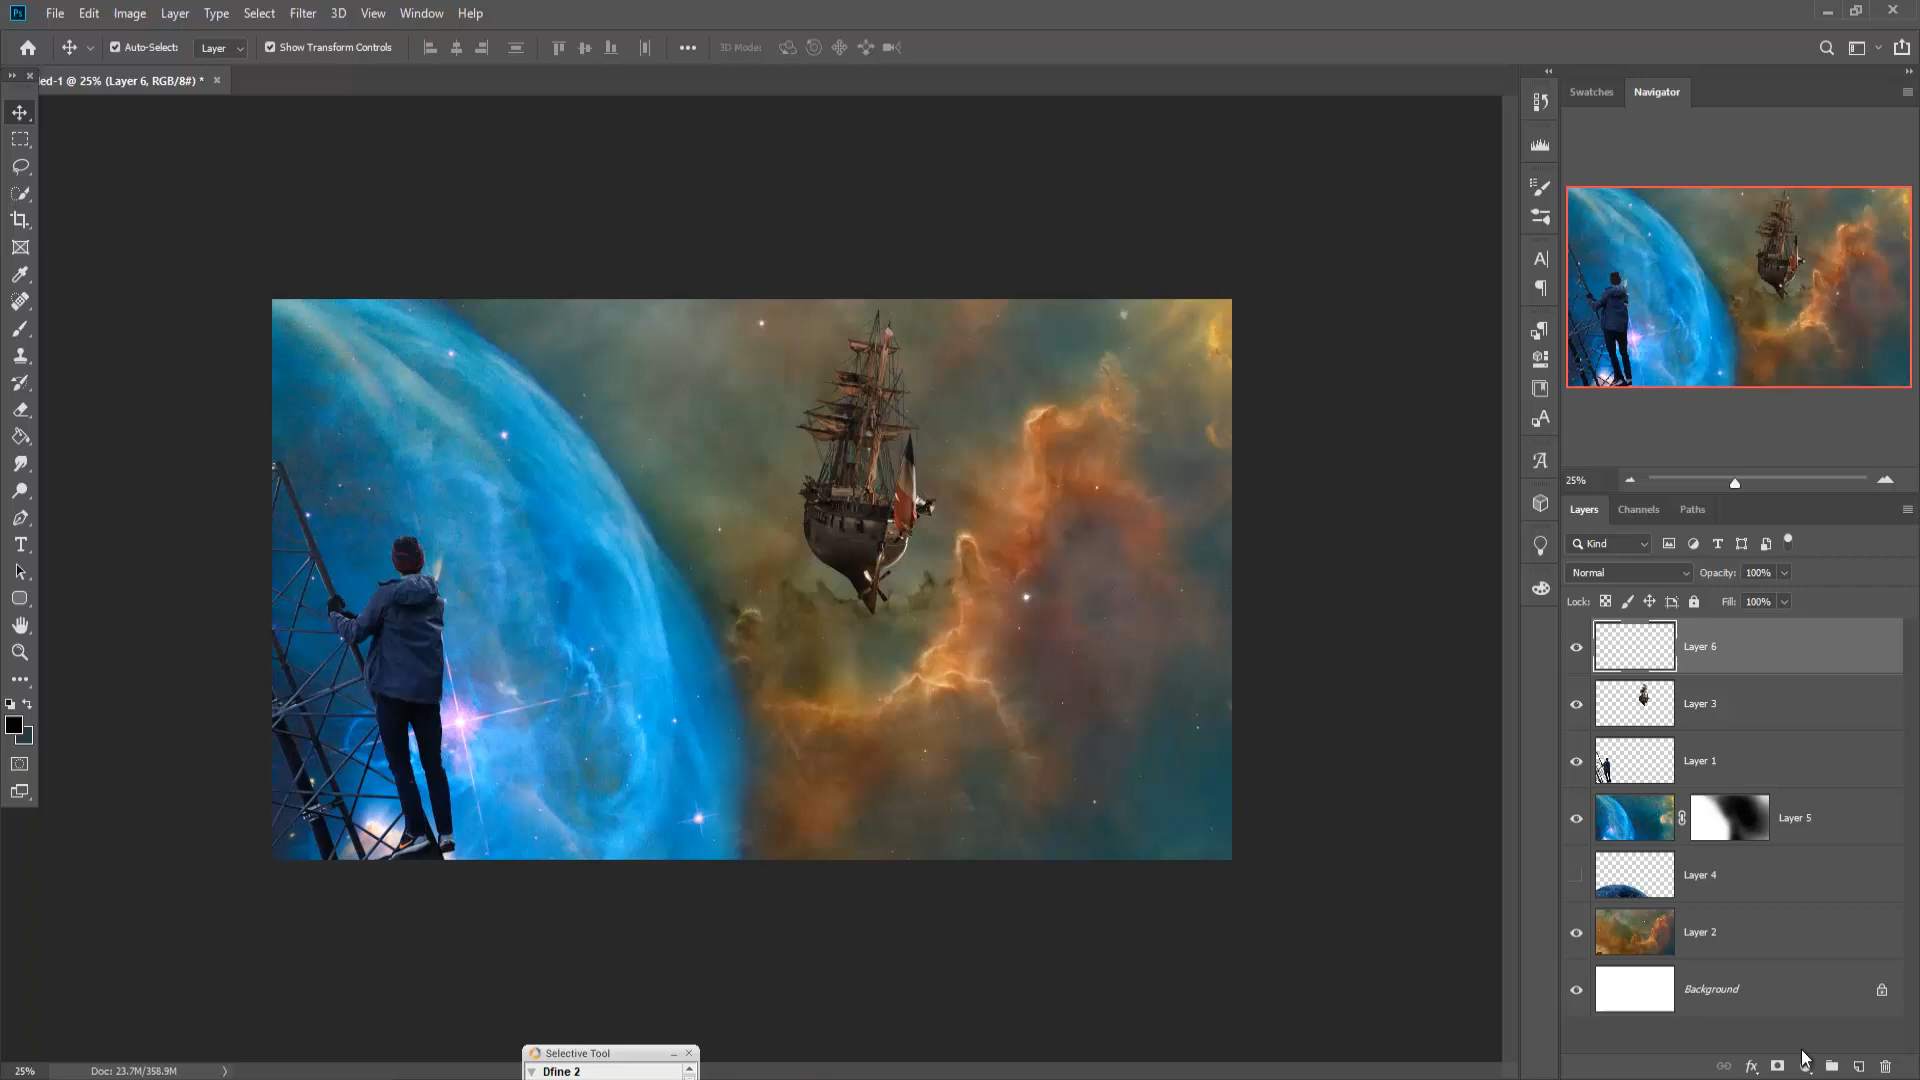 Ps File Edit Image Layer Type Select Filter 3D View Window Help
Auto-Select: Layer Show Transform Controls 3D Mode:
ed-1 @ 25% (Layer 6, RGB/8#) *
Swatches Navigator
25%
Layers Channels Paths
Kind
Normal Opacity: 100%
Lock: Fill: 100%
Layer 6
Layer 3
Layer 1
Layer 5
Layer 4
Layer 2
Background
Selective Tool
Dfine 2
25% Doc: 23.7M/358.9M